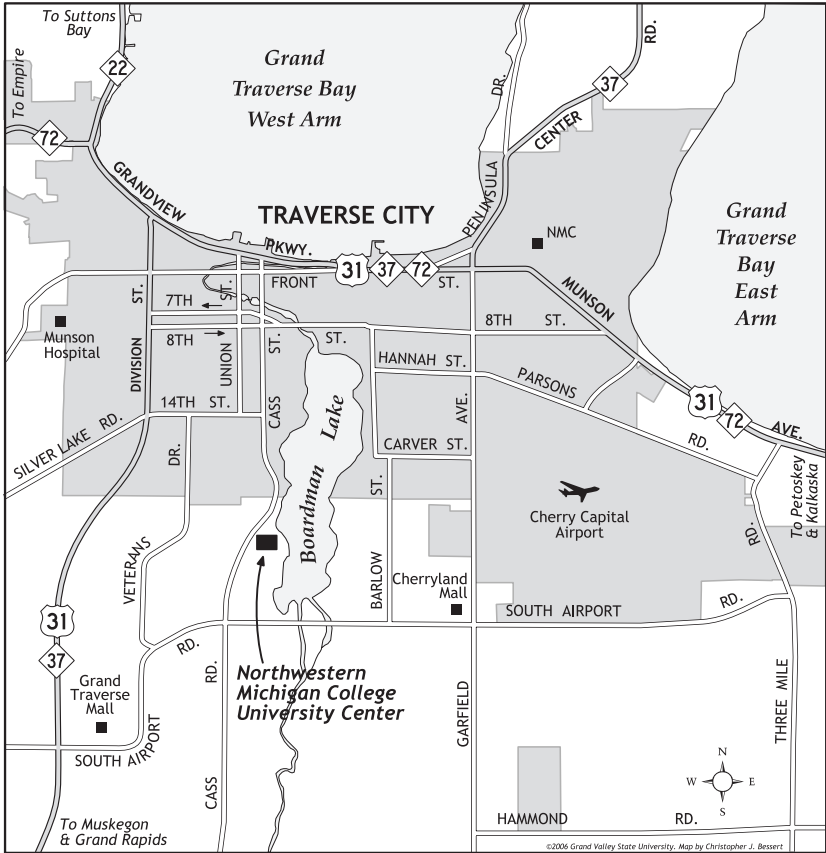 To Suttons
Bay
22
To Empire
72
Grand
Traverse Bay
West Arm
DR.
RD.
37
CENTER
GRANDVIEW
PKWY.
TRAVERSE CITY
PENINSULA
NMC
Grand
Traverse
Bay
East
Arm
31
37
72
FRONT
ST.
MUNSON
AVE.
ST.
7TH
ST.
8TH
ST.
8TH
ST.
Munson
Hospital
DIVISION
UNION
ST.
CASS
HANNAH ST.
PARSONS
RD.
31
72
14TH ST.
SILVER LAKE RD.
DR.
VETERANS
Boardman Lake
AVE.
CARVER ST.
ST.
BARLOW
Cherry Capital
Airport
To Petoskey
& Kalkaska
RD.
Cherryland
Mall
SOUTH AIRPORT
RD.
31
37
RD.
RD.
Northwestern
Michigan College
University Center
Grand
Traverse
Mall
SOUTH AIRPORT
CASS
GARFIELD
THREE MILE
N
W
E
S
To Muskegon
& Grand Rapids
HAMMOND
RD.
©2006 Grand Valley State University. Map by Christopher J. Bessert